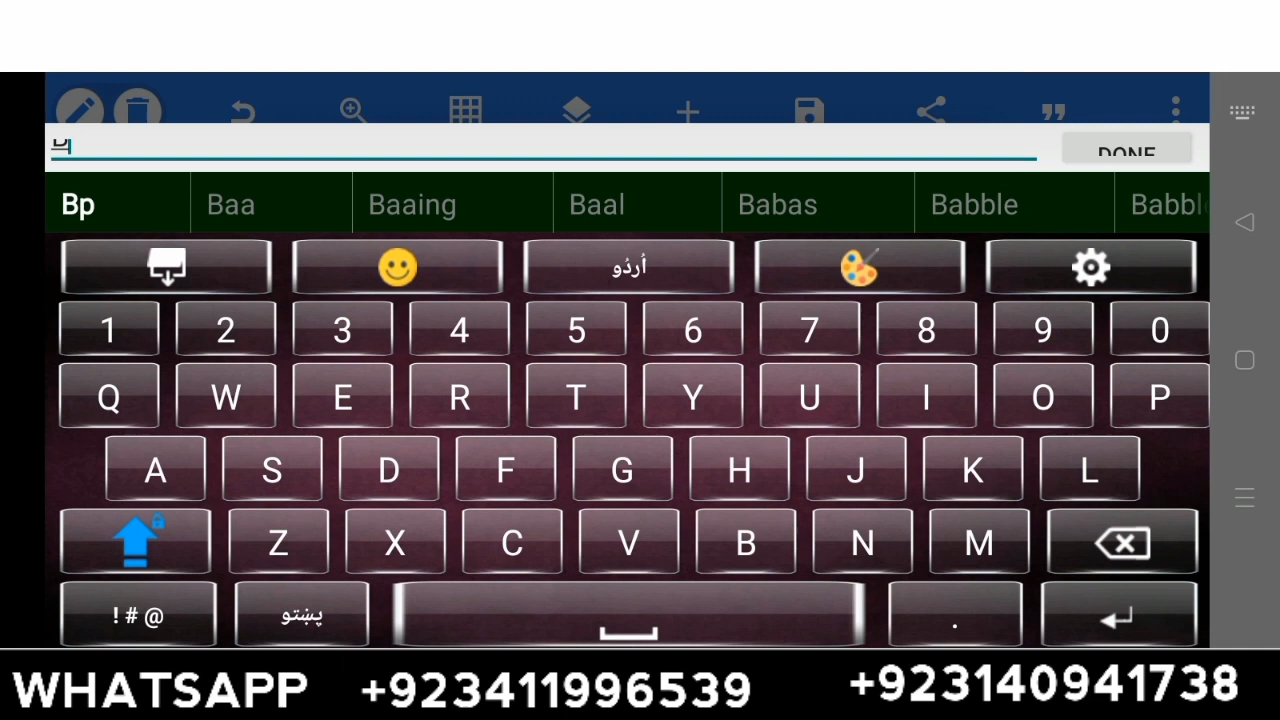 DONE
Bp Baa Baaing Baal Babas Babble Babbl
اُردُو
1 2 3 4 5 6 7 8 9 0
Q W E R T Y U I O P
A S D F G H J K L
Z X C V B N M
!#@ پښتو .
WHATSAPP +923411996539 +923140941738